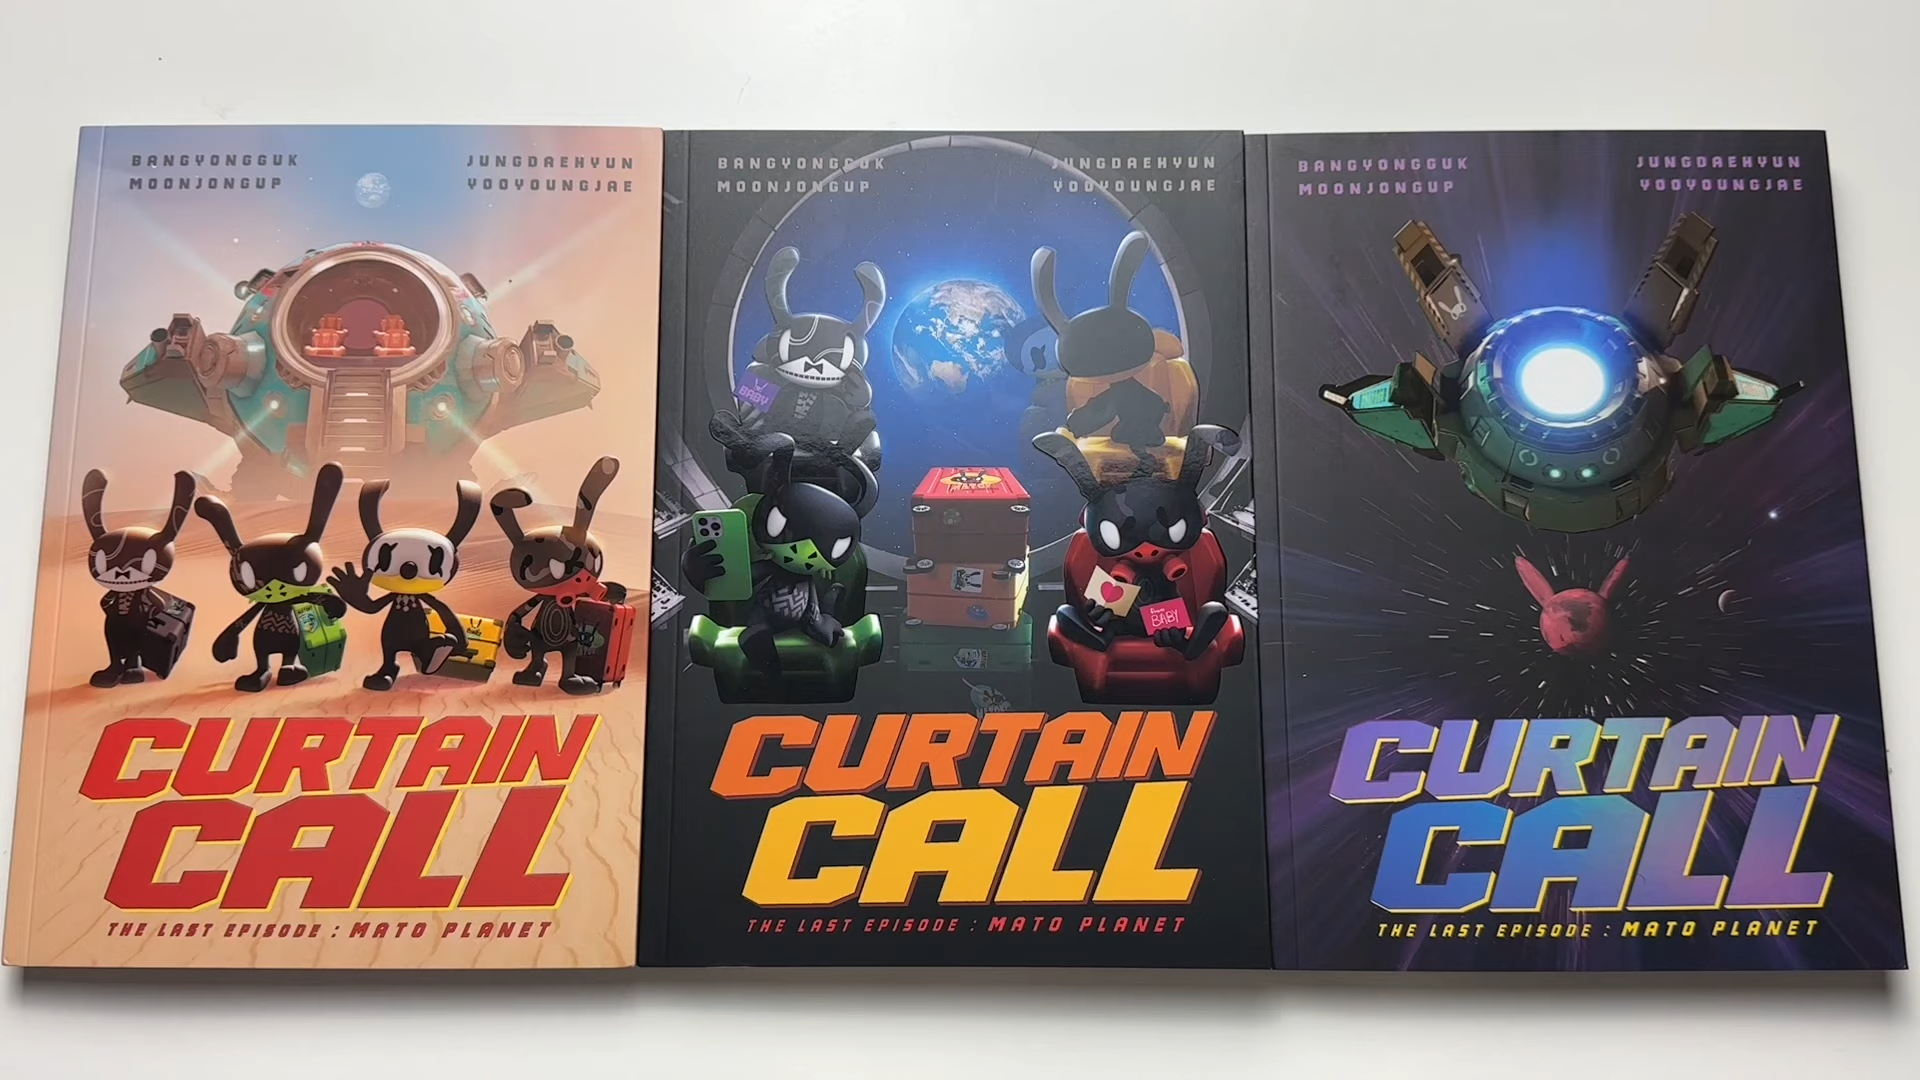 BANGYONGGUK
MOONJONGUP
JUNGDAEHYUN
YOOYOUNGJAE
CURTAIN
CALL
THE LAST EPISODE : MATO PLANET
BANGYONGGUK
MOONJONGUP
JUNGDAEHYUN
YOOYOUNGJAE
BABY
BABY
CURTAIN
CALL
THE LAST EPISODE : MATO PLANET
BANGYONGGUK
MOONJONGUP
JUNGDAEHYUN
YOOYOUNGJAE
CURTAIN
CALL
THE LAST EPISODE : MATO PLANET